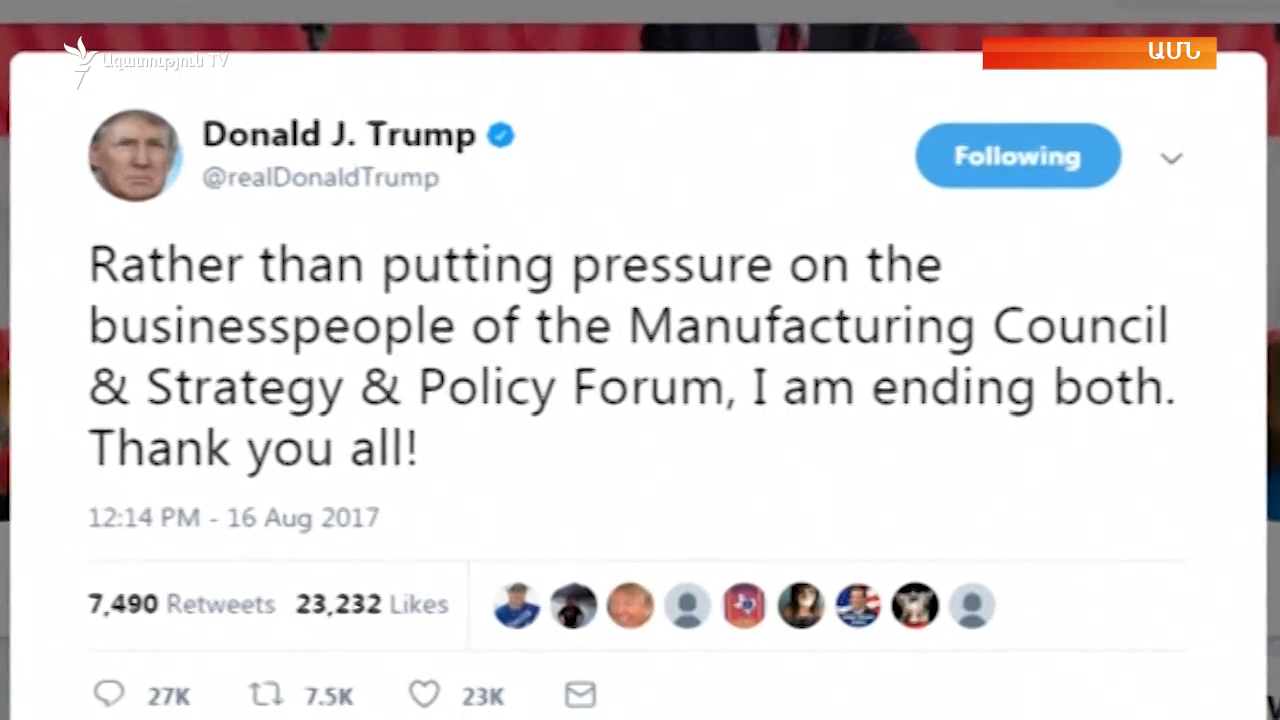 Ազատություն TV
ԱՄՆ
Donald J. Trump
@realDonaldTrump
Following
Rather than putting pressure on the
businesspeople of the Manufacturing Council
& Strategy & Policy Forum, I am ending both.
Thank you all!
12:14 PM - 16 Aug 2017
7,490 Retweets 23,232 Likes
27K 7.5K 23K